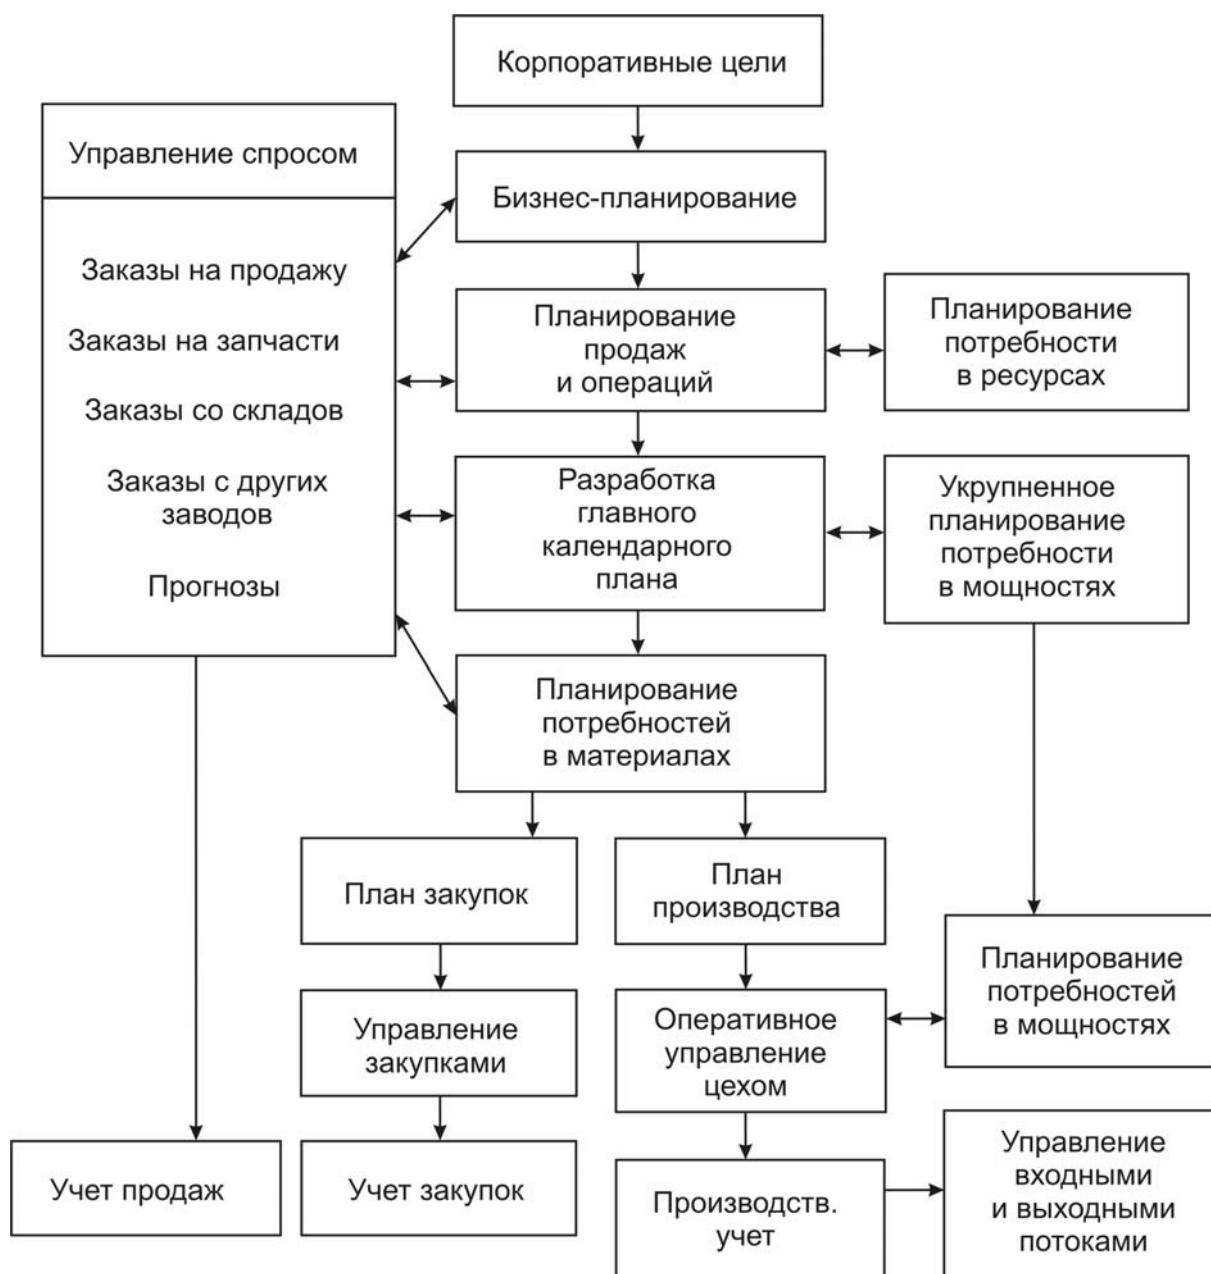 Корпоративные цели
Управление спросом
Бизнес-планирование
Заказы на продажу
Заказы на запчасти
Заказы со складов
Заказы с других
заводов
Прогнозы
Планирование
продаж
и операций
Планирование
потребности
в ресурсах
Разработка
главного
календарного
плана
Укрупненное
планирование
потребности
в мощностях
Планирование
потребностей
в материалах
План закупок
План
производства
Планирование
потребностей
в мощностях
Управление
закупками
Оперативное
управление
цехом
Учет продаж
Учет закупок
Производств.
учет
Управление
входными
и выходными
потоками